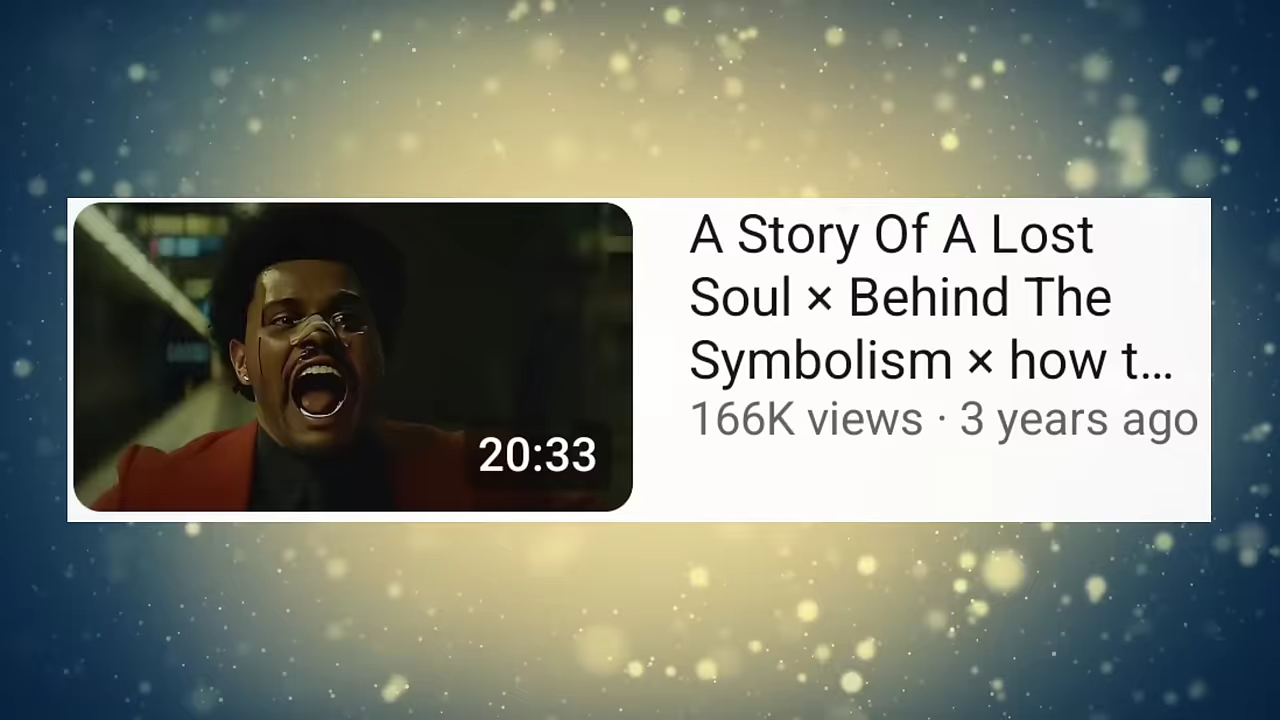 20:33
A Story Of A Lost
Soul × Behind The
Symbolism × how t...
166K views · 3 years ago